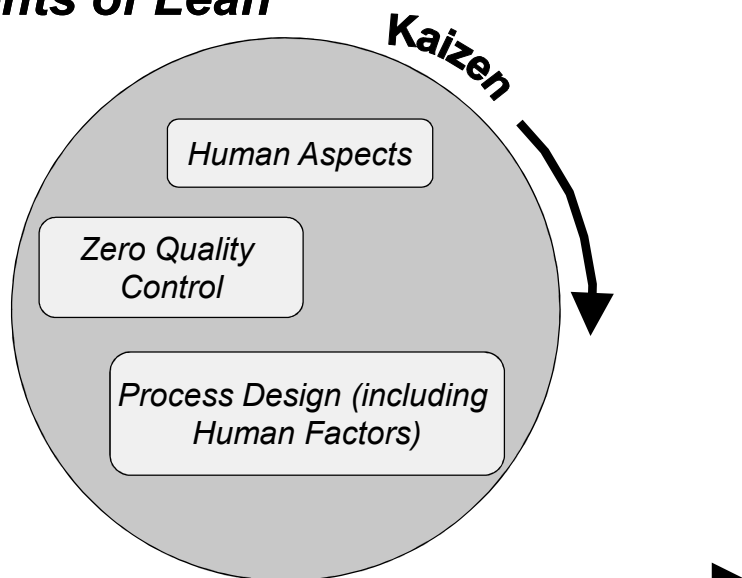 nts of Lean
Kaizen
Human Aspects
Zero Quality
Control
Process Design (including
Human Factors)